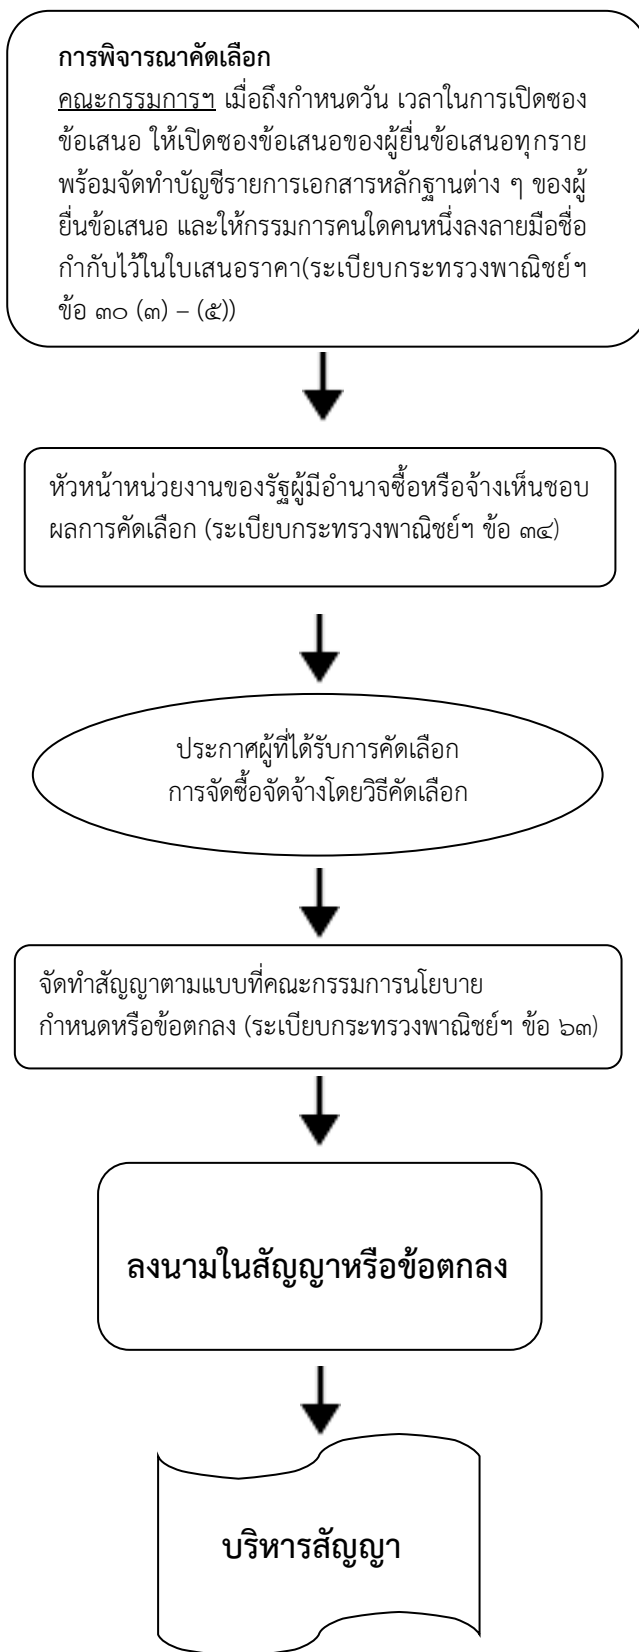 การพิจารณาคัดเลือก
คณะกรรมการฯ เมื่อถึงกำหนดวัน เวลาในการเปิดซอง
ข้อเสนอ ให้เปิดซองข้อเสนอของผู้ยื่นข้อเสนอทุกราย
พร้อมจัดทำบัญชีรายการเอกสารหลักฐานต่าง ๆ ของผู้
ยื่นข้อเสนอ และให้กรรมการคนใดคนหนึ่งลงลายมือชื่อ
กำกับไว้ในใบเสนอราคา(ระเบียบกระทรวงพาณิชย์ฯ
ข้อ ๓๐ (๓) – (๕))
หัวหน้าหน่วยงานของรัฐผู้มีอำนาจซื้อหรือจ้างเห็นชอบ
ผลการคัดเลือก (ระเบียบกระทรวงพาณิชย์ฯ ข้อ ๓๔)
ประกาศผู้ที่ได้รับการคัดเลือก
การจัดซื้อจัดจ้างโดยวิธีคัดเลือก
จัดทำสัญญาตามแบบที่คณะกรรมการนโยบาย
กำหนดหรือข้อตกลง (ระเบียบกระทรวงพาณิชย์ฯ ข้อ ๖๓)
ลงนามในสัญญาหรือข้อตกลง
บริหารสัญญา